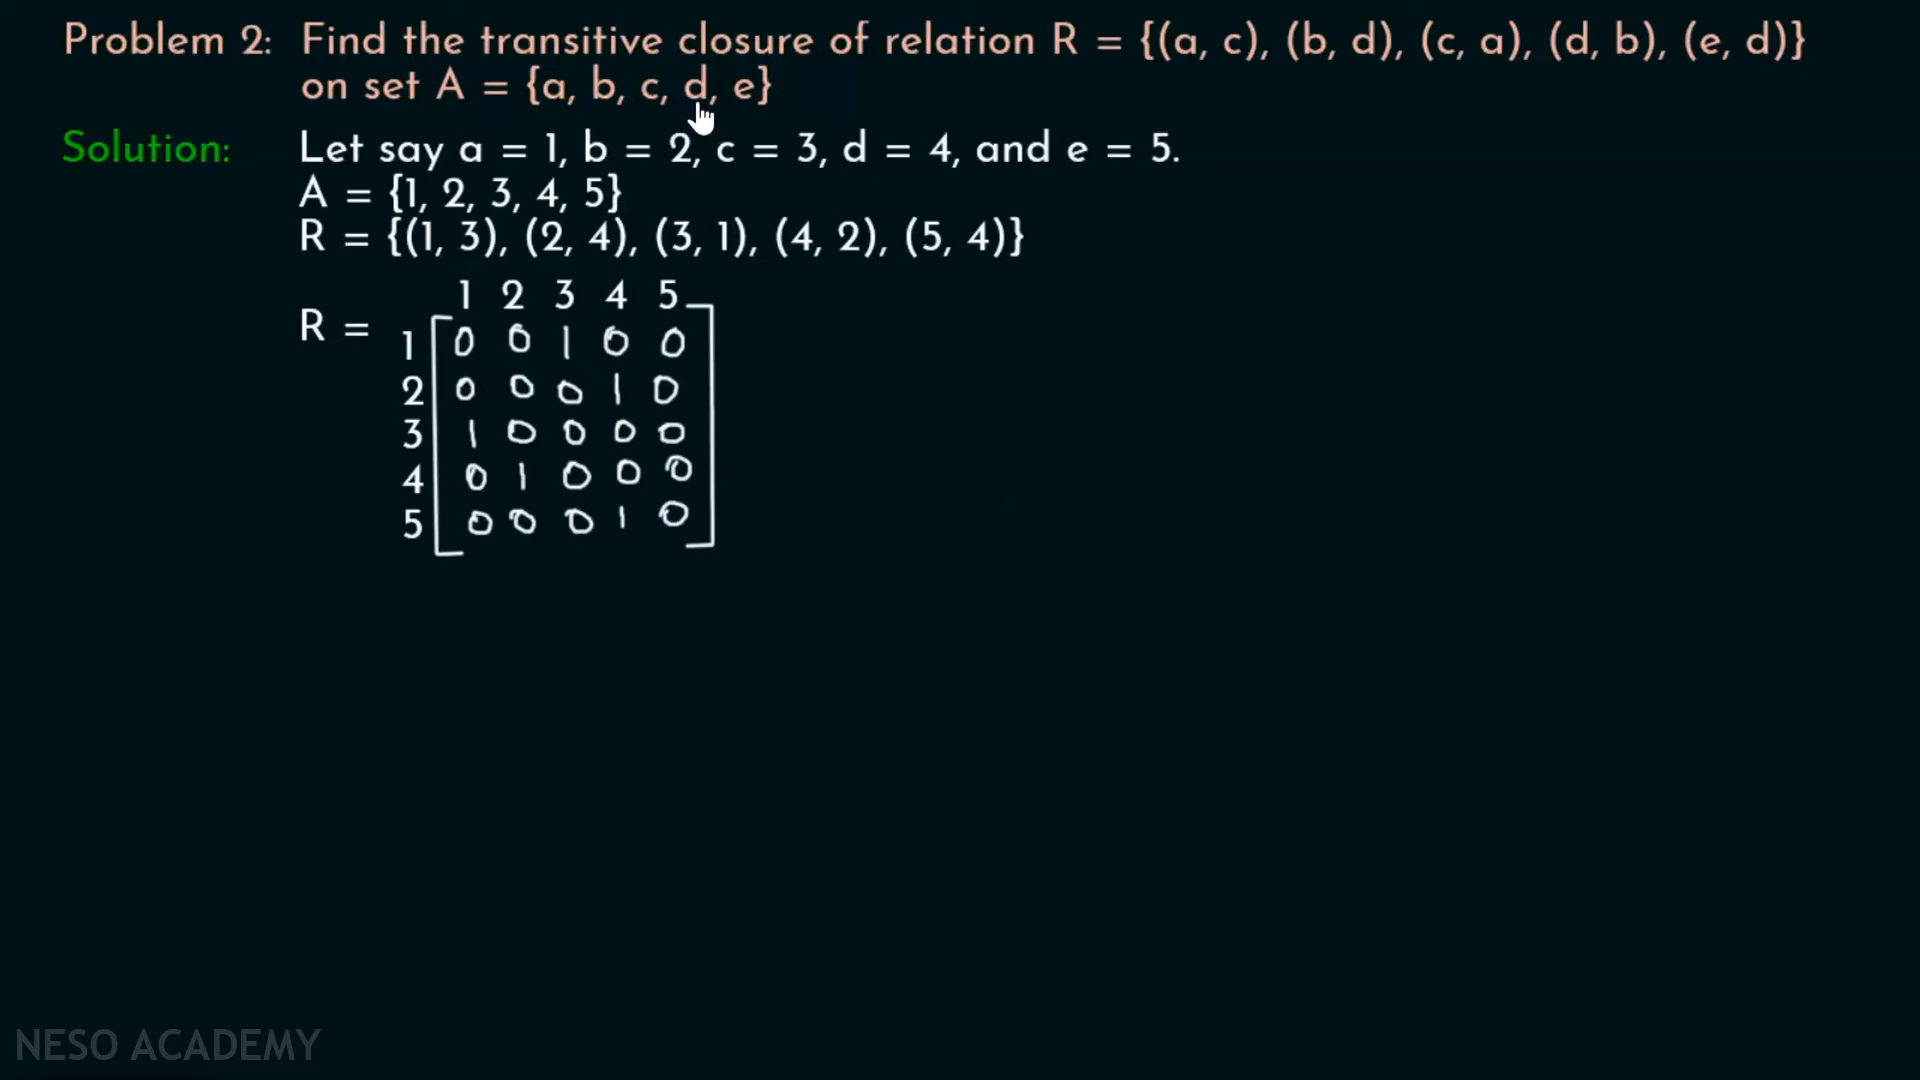 Problem 2: Find the transitive closure of relation R = {(a, c), (b, d), (c, a), (d, b), (e, d)}
on set A = {a, b, c, d, e}
Solution: Let say a = 1, b = 2, c = 3, d = 4, and e = 5.
A = {1, 2, 3, 4, 5}
R = {(1, 3), (2, 4), (3, 1), (4, 2), (5, 4)}
1 2 3 4 5
R = 1 0 0 1 0 0
2 0 0 0 1 0
3 1 0 0 0 0
4 0 1 0 0 0
5 0 0 0 1 0
NESO ACADEMY